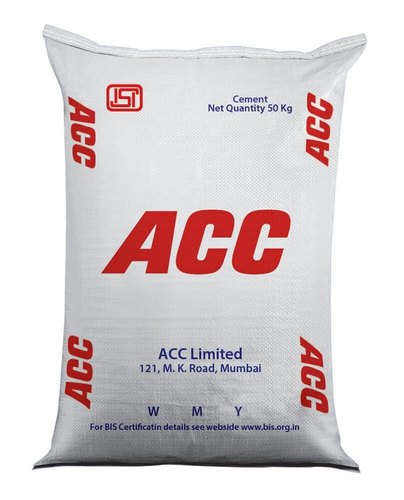 ISI
Cement
Net Quantity 50 Kg
ACC
ACC
ACC
ACC Limited
121, M. K. Road, Mumbai
ACC
ACC
W M Y
For BIS Certificatin details see webside www.bis.org.in